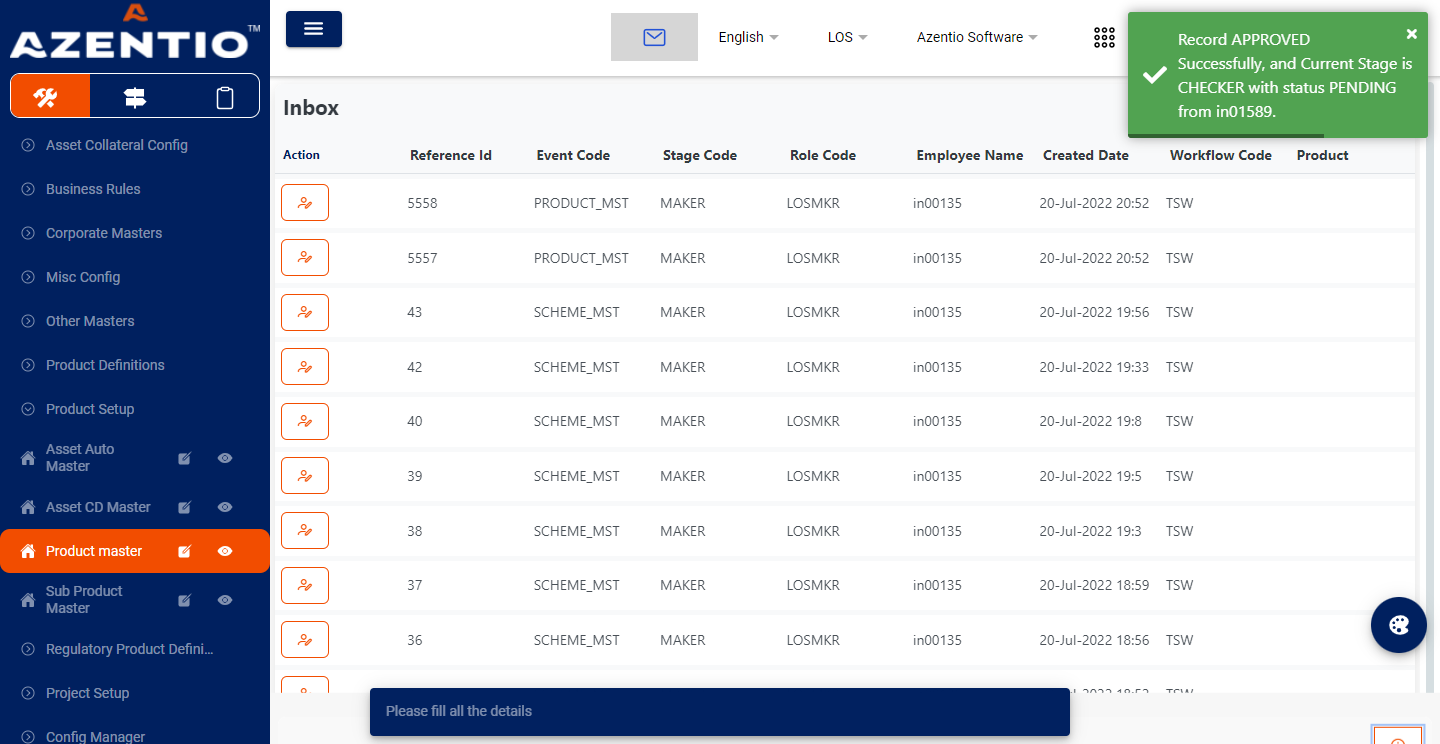 AZENTIO™
English
LOS
Azentio Software
Record APPROVED
Successfully, and Current Stage is
CHECKER with status PENDING
from in01589.
Asset Collateral Config
Business Rules
Corporate Masters
Misc Config
Other Masters
Product Definitions
Product Setup
Asset Auto
Master
Asset CD Master
Product master
Sub Product
Master
Regulatory Product Defini...
Project Setup
Config Manager
Inbox
Action Reference Id Event Code Stage Code Role Code Employee Name Created Date Workflow Code Product
5558 PRODUCT_MST MAKER LOSMKR in00135 20-Jul-2022 20:52 TSW
5557 PRODUCT_MST MAKER LOSMKR in00135 20-Jul-2022 20:52 TSW
43 SCHEME_MST MAKER LOSMKR in00135 20-Jul-2022 19:56 TSW
42 SCHEME_MST MAKER LOSMKR in00135 20-Jul-2022 19:33 TSW
40 SCHEME_MST MAKER LOSMKR in00135 20-Jul-2022 19:8 TSW
39 SCHEME_MST MAKER LOSMKR in00135 20-Jul-2022 19:5 TSW
38 SCHEME_MST MAKER LOSMKR in00135 20-Jul-2022 19:3 TSW
37 SCHEME_MST MAKER LOSMKR in00135 20-Jul-2022 18:59 TSW
36 SCHEME_MST MAKER LOSMKR in00135 20-Jul-2022 18:56 TSW
TSW
Please fill all the details